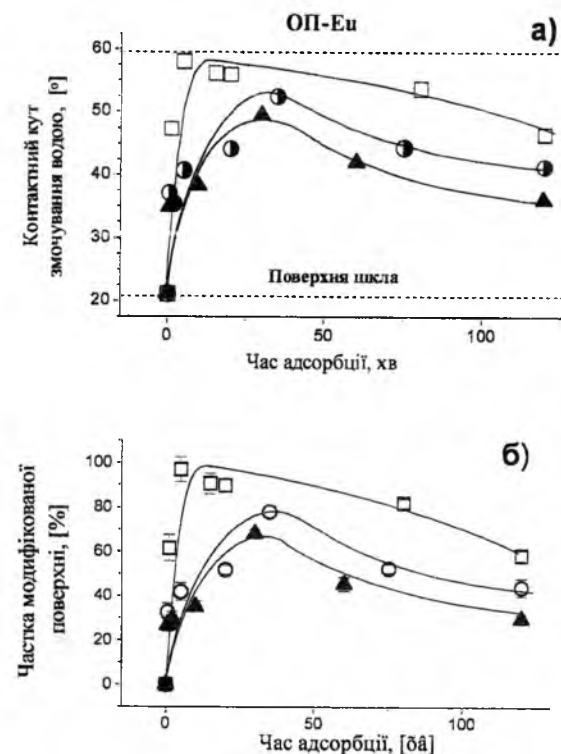 ОП-Eu
а)
60
50
40
30
20
Контактний кут
змочування водою, [º]
Поверхня шкла
0
50
100
Час адсорбції, хв
б)
100
80
60
40
20
0
Частка модифікованої
поверхні, [%]
0
50
100
Час адсорбції, [ðâ]